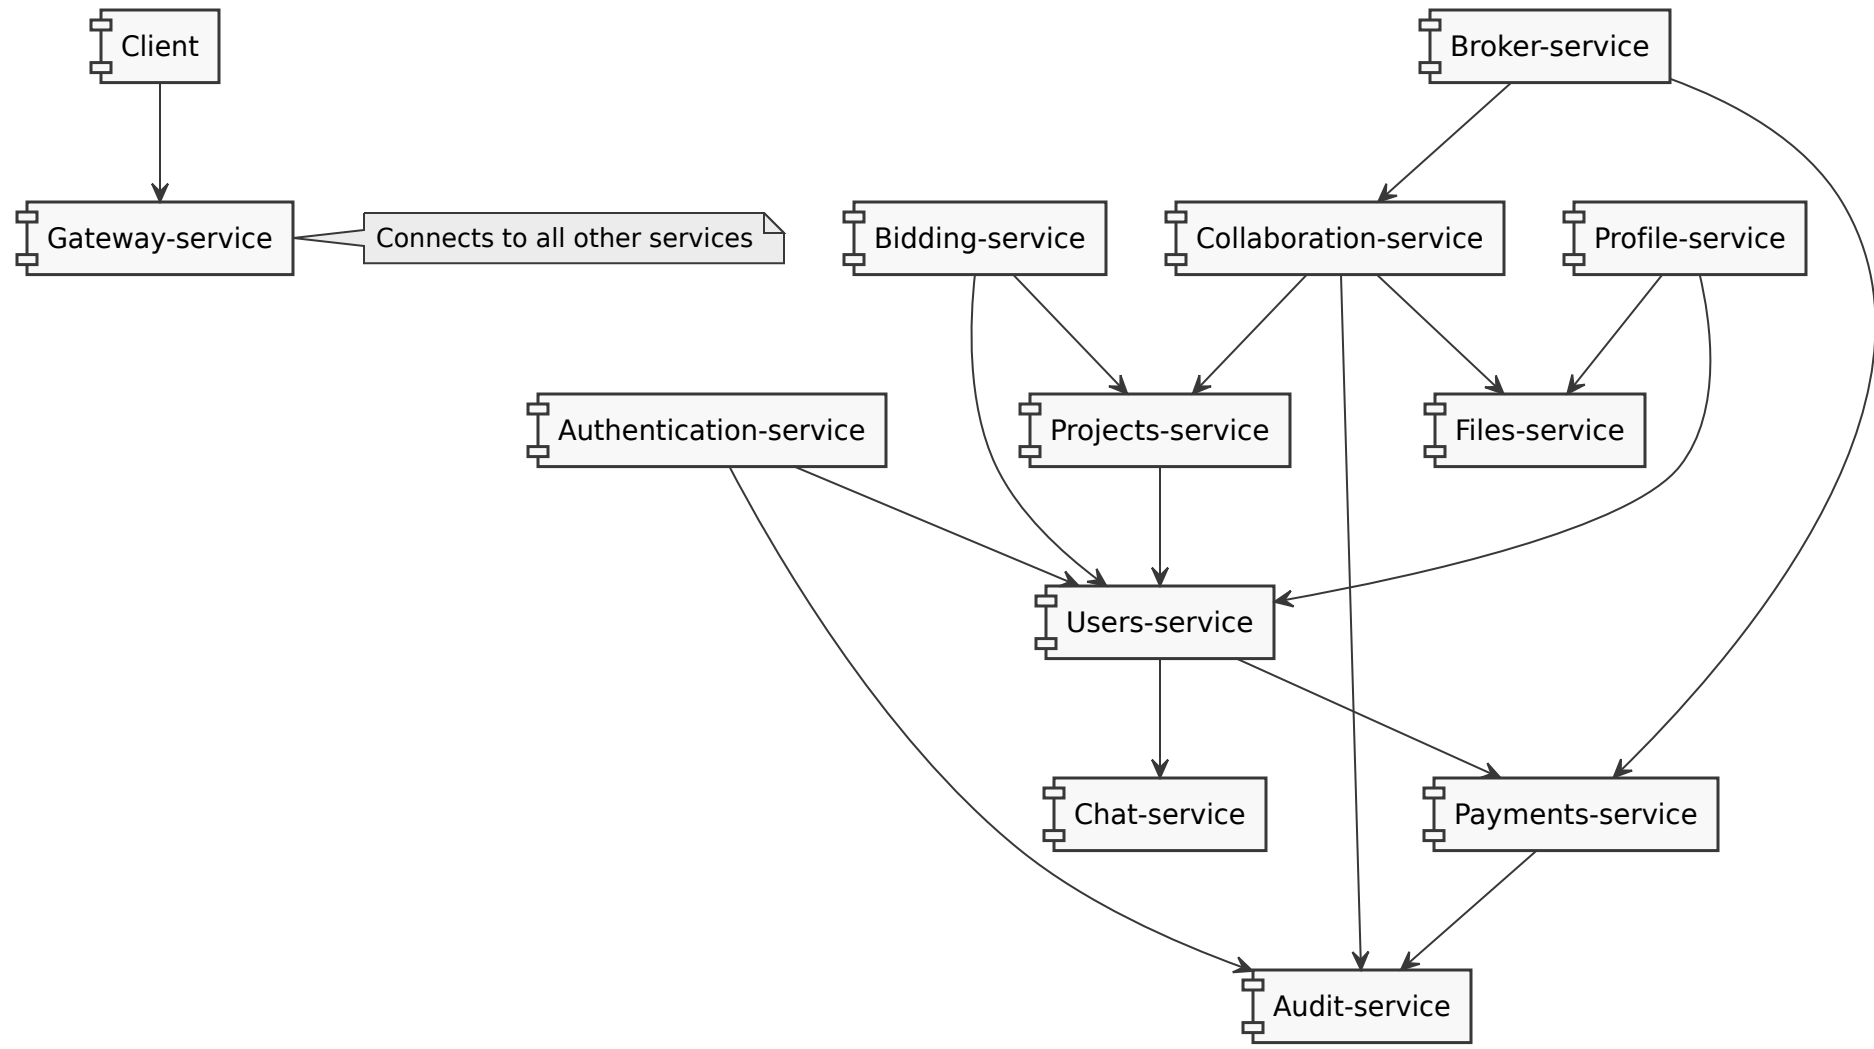 Client
Broker-service
Gateway-service
Connects to all other services
Bidding-service
Collaboration-service
Profile-service
Authentication-service
Projects-service
Files-service
Users-service
Chat-service
Payments-service
Audit-service